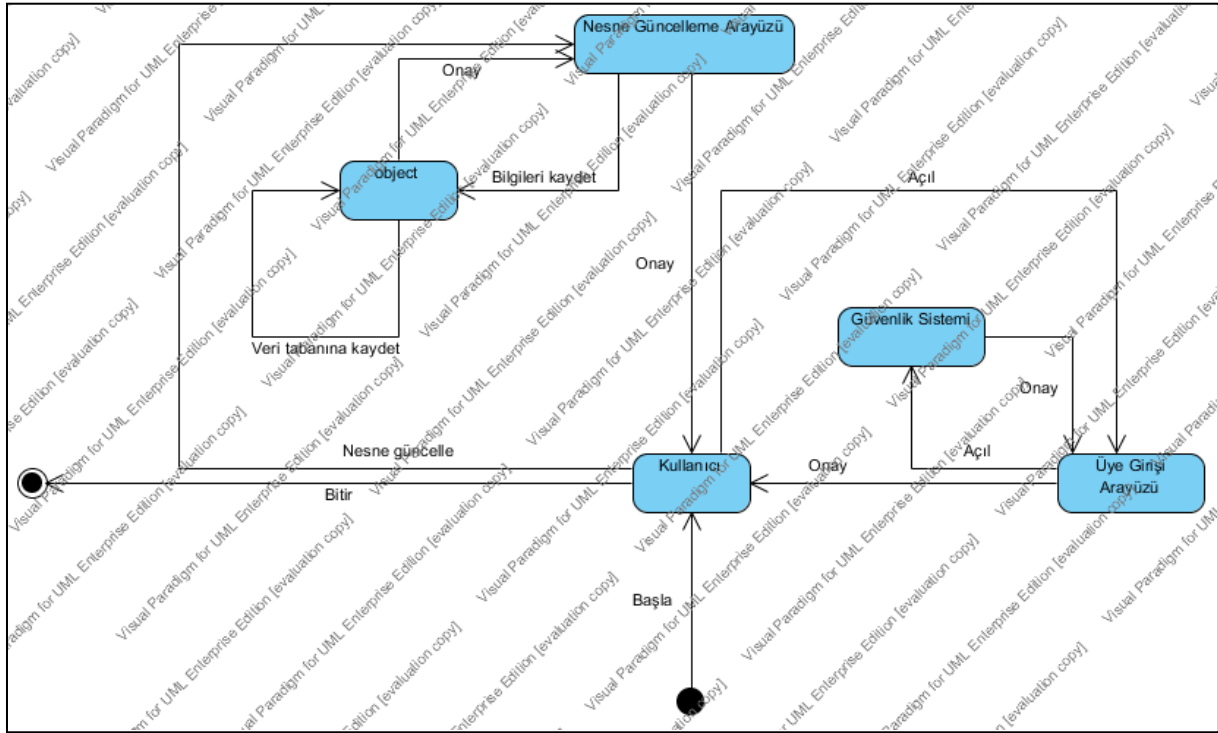 Nesne Güncelleme Arayüzü
Onay
object
Bilgileri kaydet
Açıl
Onay
Güvenlik Sistemi
Veri tabanına kaydet
Onay
Nesne güncelle
Kullanıcı
Onay
Açıl
Üye Girişi
Arayüzü
Bitir
Başla
Visual Paradigm for UML Enterprise Edition [evaluation copy]